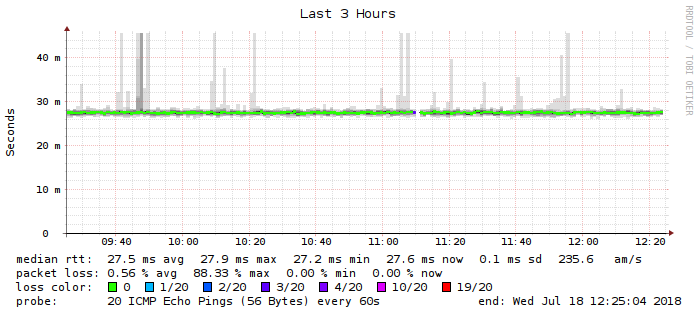 Last 3 Hours
RRDTOOL / TOBI OETIKER
Seconds
40 m
30 m
20 m
10 m
0
09:40 10:00 10:20 10:40 11:00 11:20 11:40 12:00 12:20
median rtt: 27.5 ms avg 27.9 ms max 27.2 ms min 27.6 ms now 0.1 ms sd 235.6 am/s
packet loss: 0.56 % avg 88.33 % max 0.00 % min 0.00 % now
loss color: 0 1/20 2/20 3/20 4/20 10/20 19/20
probe: 20 ICMP Echo Pings (56 Bytes) every 60s end: Wed Jul 18 12:25:04 2018